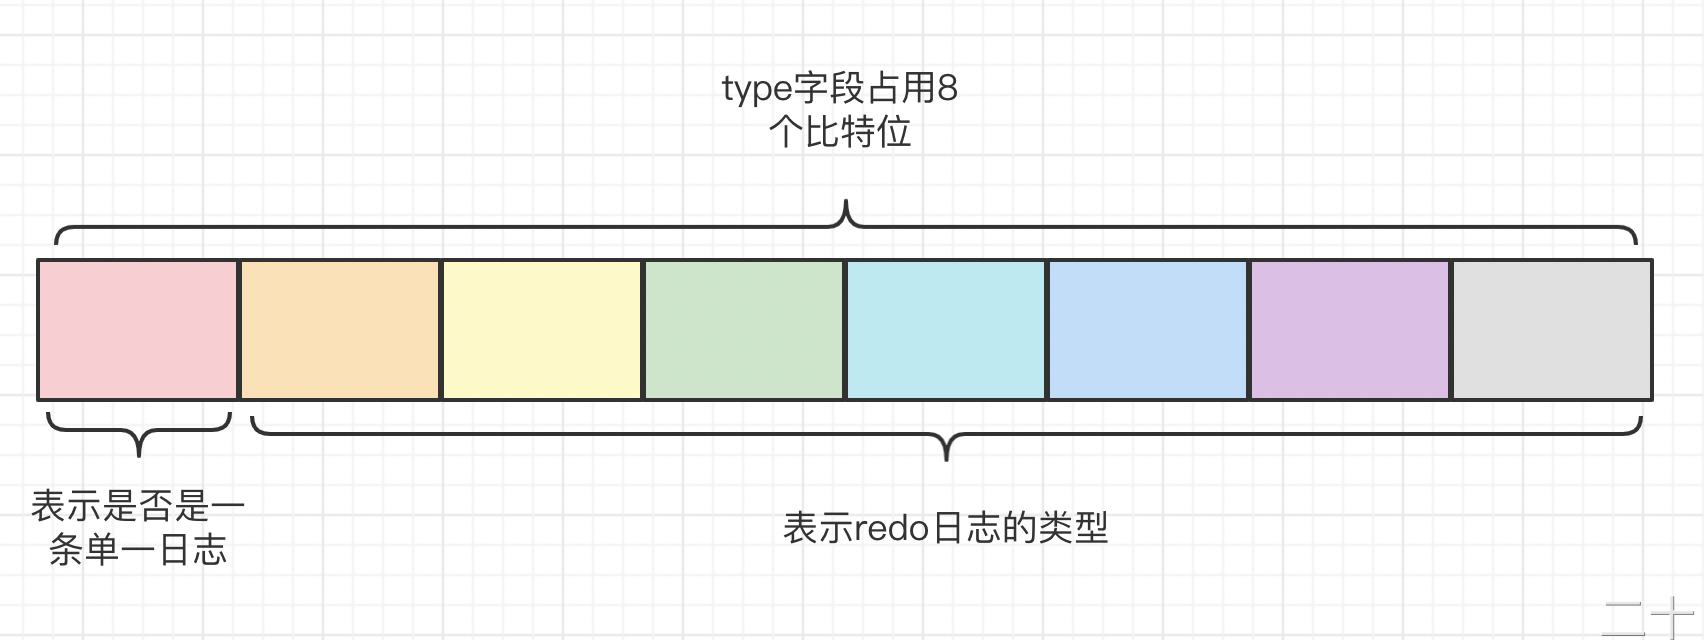 type字段占用8
个比特位
表示是否是一
条单一日志
表示redo日志的类型
二十